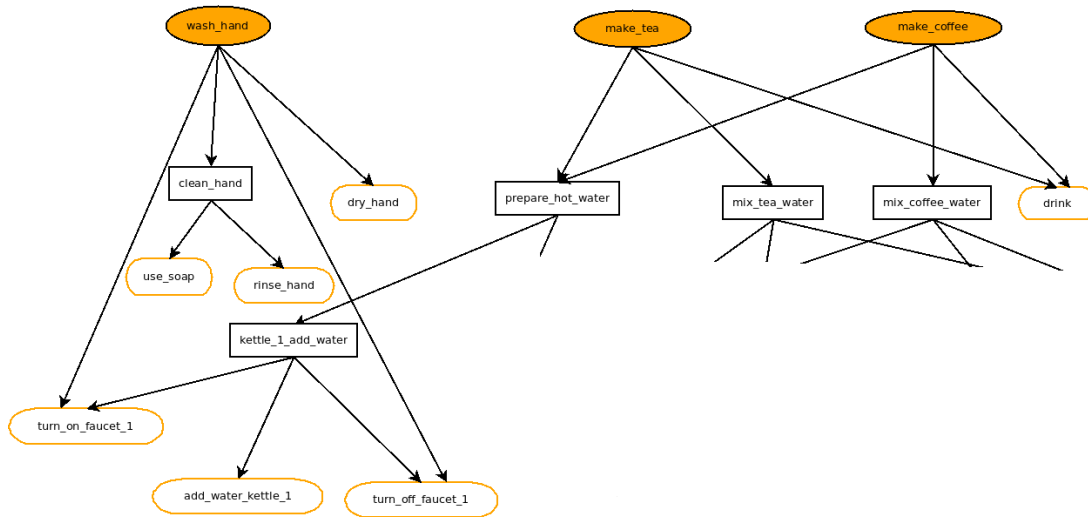 wash_hand
make_tea
make_coffee
clean_hand
dry_hand
prepare_hot_water
mix_tea_water
mix_coffee_water
drink
use_soap
rinse_hand
kettle_1_add_water
turn_on_faucet_1
add_water_kettle_1
turn_off_faucet_1